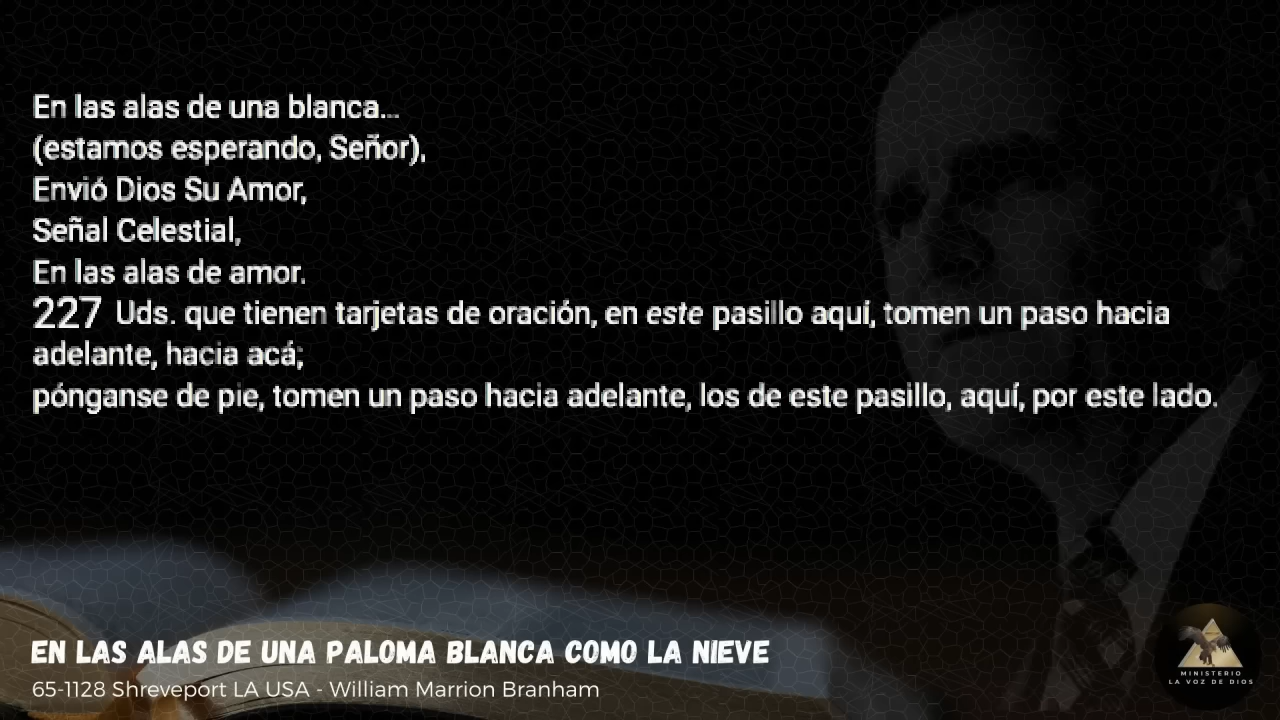 En las alas de una blanca...
(estamos esperando, Señor),
Envió Dios Su Amor,
Señal Celestial,
En las alas de amor.
227 Uds. que tienen tarjetas de oración, en este pasillo aquí, tomen un paso hacia
adelante, hacia acá;
pónganse de pie, tomen un paso hacia adelante, los de este pasillo, aquí, por este lado.
EN LAS ALAS DE UNA PALOMA BLANCA COMO LA NIEVE
65-1128 Shreveport LA USA - William Marrion Branham
MINISTERIO
LA VOZ DE DIOS